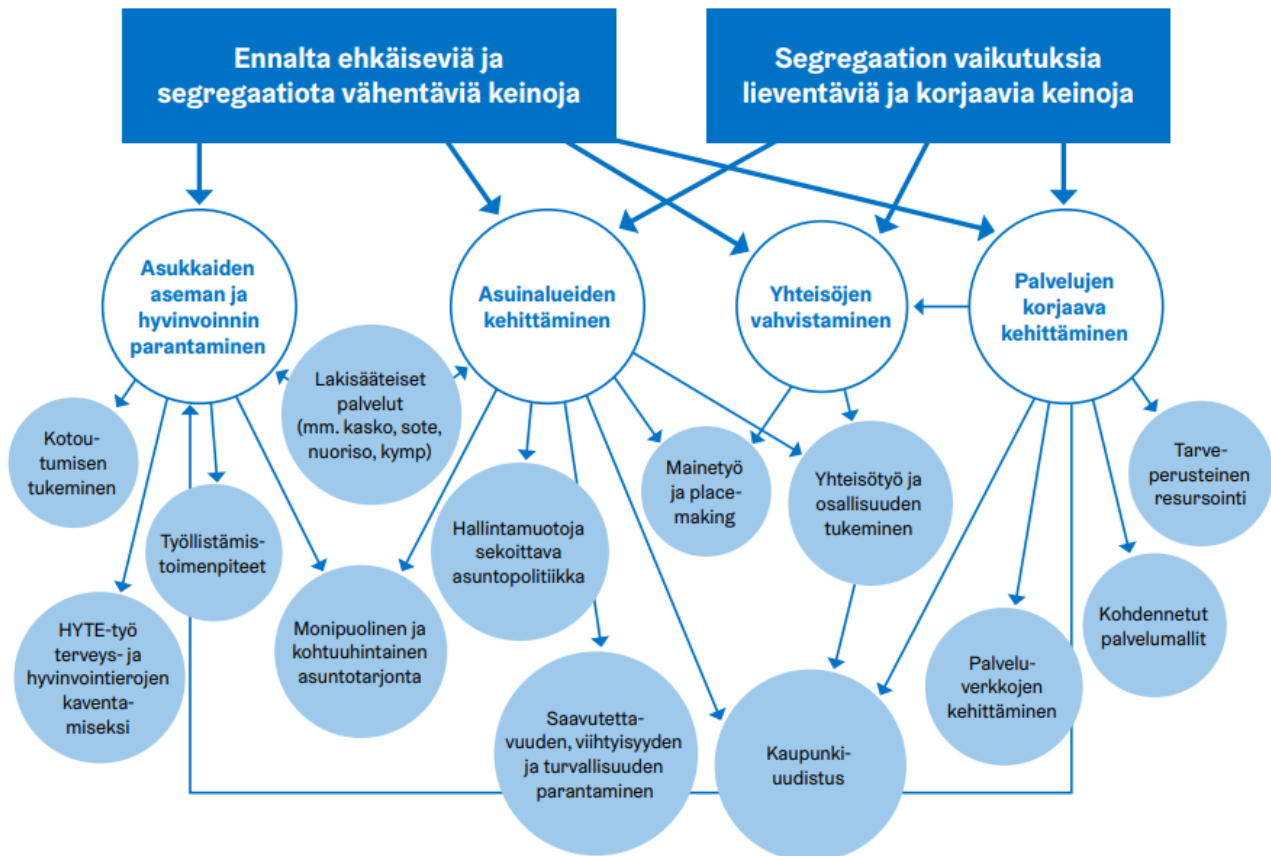 Ennalta ehkäiseviä ja
segregaatiota vähentäviä keinoja
Segregaation vaikutuksia
lieventäviä ja korjaavia keinoja
Asukkaiden
aseman ja
hyvinvoinnin
parantaminen
Asuinalueiden
kehittäminen
Yhteisöjen
vahvistaminen
Palvelujen
korjaava
kehittäminen
Lakisääteiset
palvelut
(mm. kasko, sote,
nuoriso, kymp)
Kotou-
tumisen
tukeminen
Työllistämis-
toimenpiteet
HYTE-työ
terveys- ja
hyvinvointierojen
kaventa-
miseksi
Monipuolinen ja
kohtuuhintainen
asuntotarjonta
Hallintamuotoja
sekoittava
asuntopolitiikka
Saavutetta-
vuuden, viihtyisyyden
ja turvallisuuden
parantaminen
Mainetyö
ja place-
making
Yhteisötyö ja
osallisuuden
tukeminen
Kaupunki-
uudistus
Palvelu-
verkkojen
kehittäminen
Kohdennetut
palvelumallit
Tarve-
perusteinen
resursointi